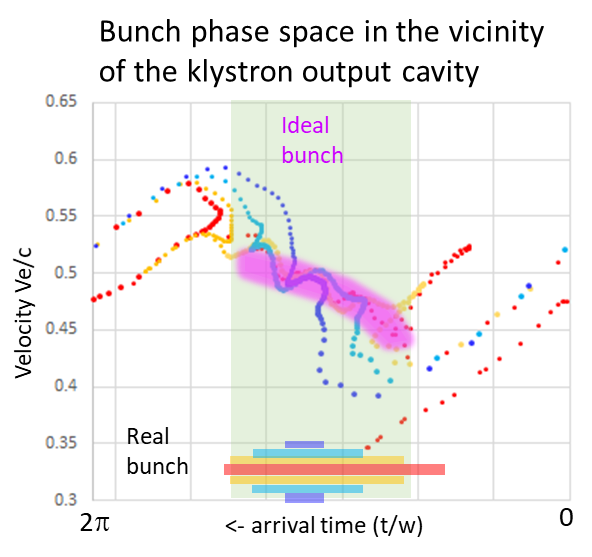 Bunch phase space in the vicinity
of the klystron output cavity
0.65
0.6
0.55
0.5
0.45
0.4
0.35
0.3
Velocity Ve/c
Ideal
bunch
Real
bunch
2π
<- arrival time (t/w)
0